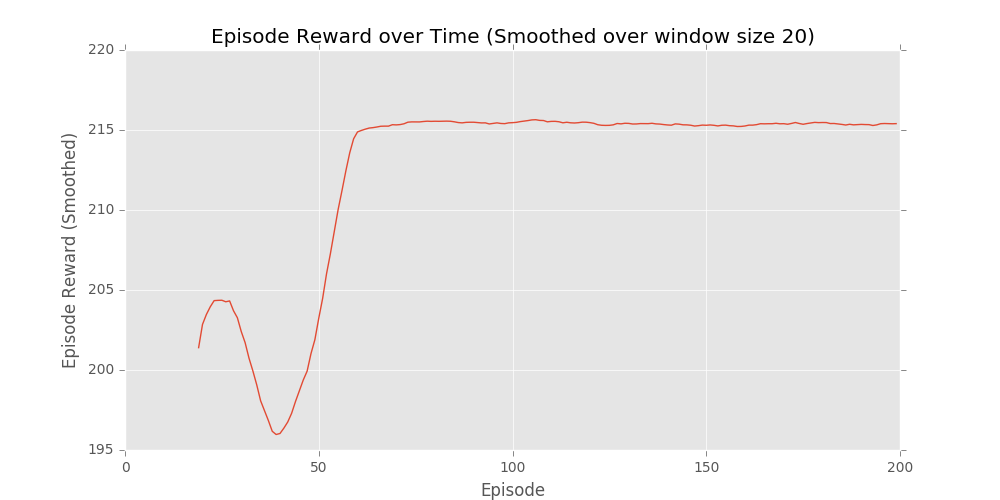 Episode Reward over Time (Smoothed over window size 20)
220
215
210
205
200
195
Episode Reward (Smoothed)
0 50 100 150 200
Episode